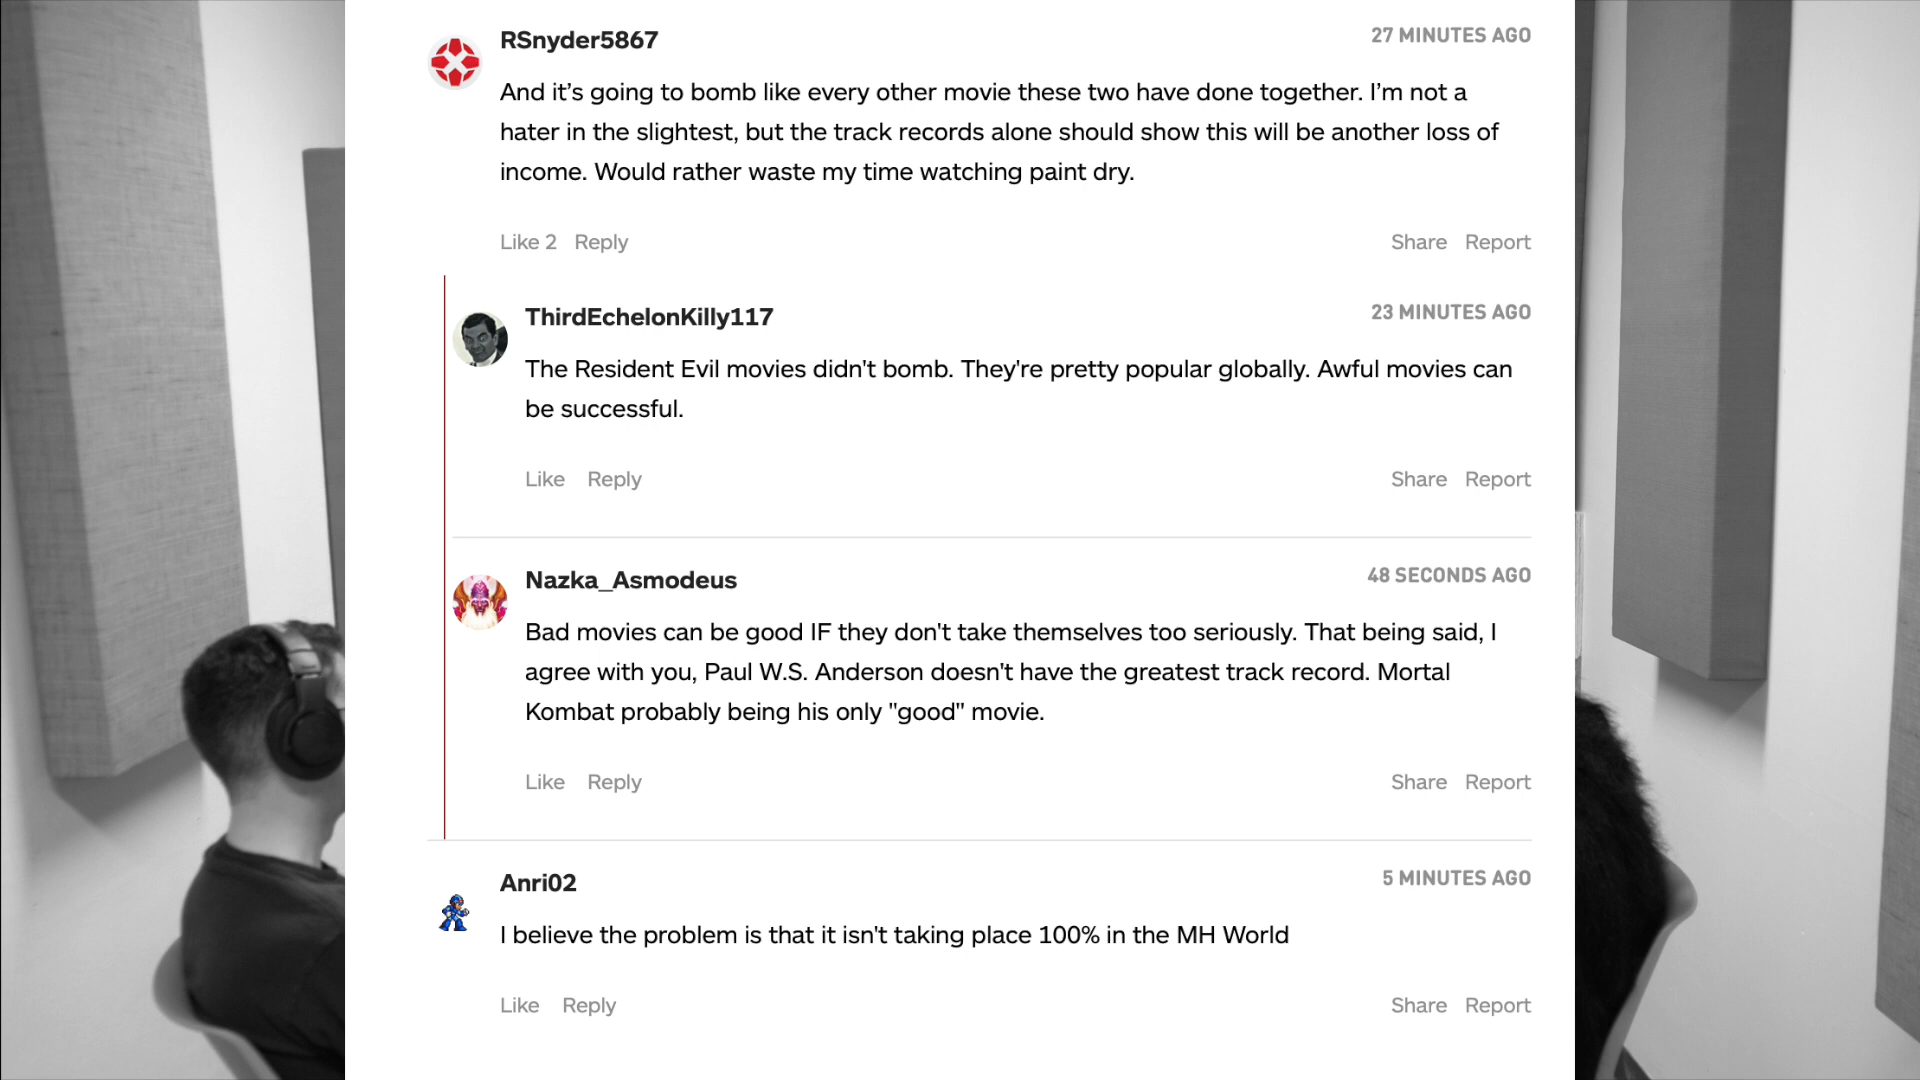 RSnyder5867
27 MINUTES AGO
And it’s going to bomb like every other movie these two have done together. I’m not a
hater in the slightest, but the track records alone should show this will be another loss of
income. Would rather waste my time watching paint dry.
Like 2 Reply Share Report
ThirdEchelonKilly117
23 MINUTES AGO
The Resident Evil movies didn't bomb. They're pretty popular globally. Awful movies can
be successful.
Like Reply Share Report
Nazka_Asmodeus
48 SECONDS AGO
Bad movies can be good IF they don't take themselves too seriously. That being said, I
agree with you, Paul W.S. Anderson doesn't have the greatest track record. Mortal
Kombat probably being his only "good" movie.
Like Reply Share Report
Anri02
5 MINUTES AGO
I believe the problem is that it isn't taking place 100% in the MH World
Like Reply Share Report